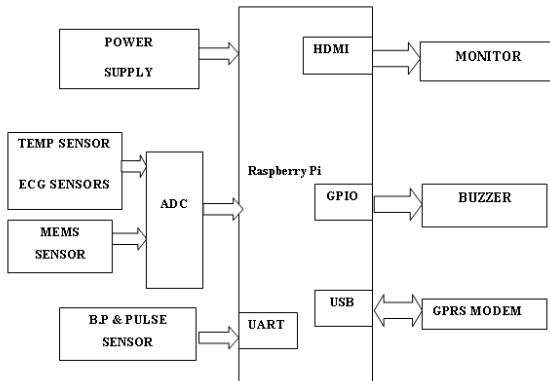 POWER
SUPPLY
HDMI
MONITOR
TEMP SENSOR
ECG SENSORS
ADC
Raspberry Pi
MEMS
SENSOR
GPIO
BUZZER
B.P & PULSE
SENSOR
UART
USB
GPRS MODEM